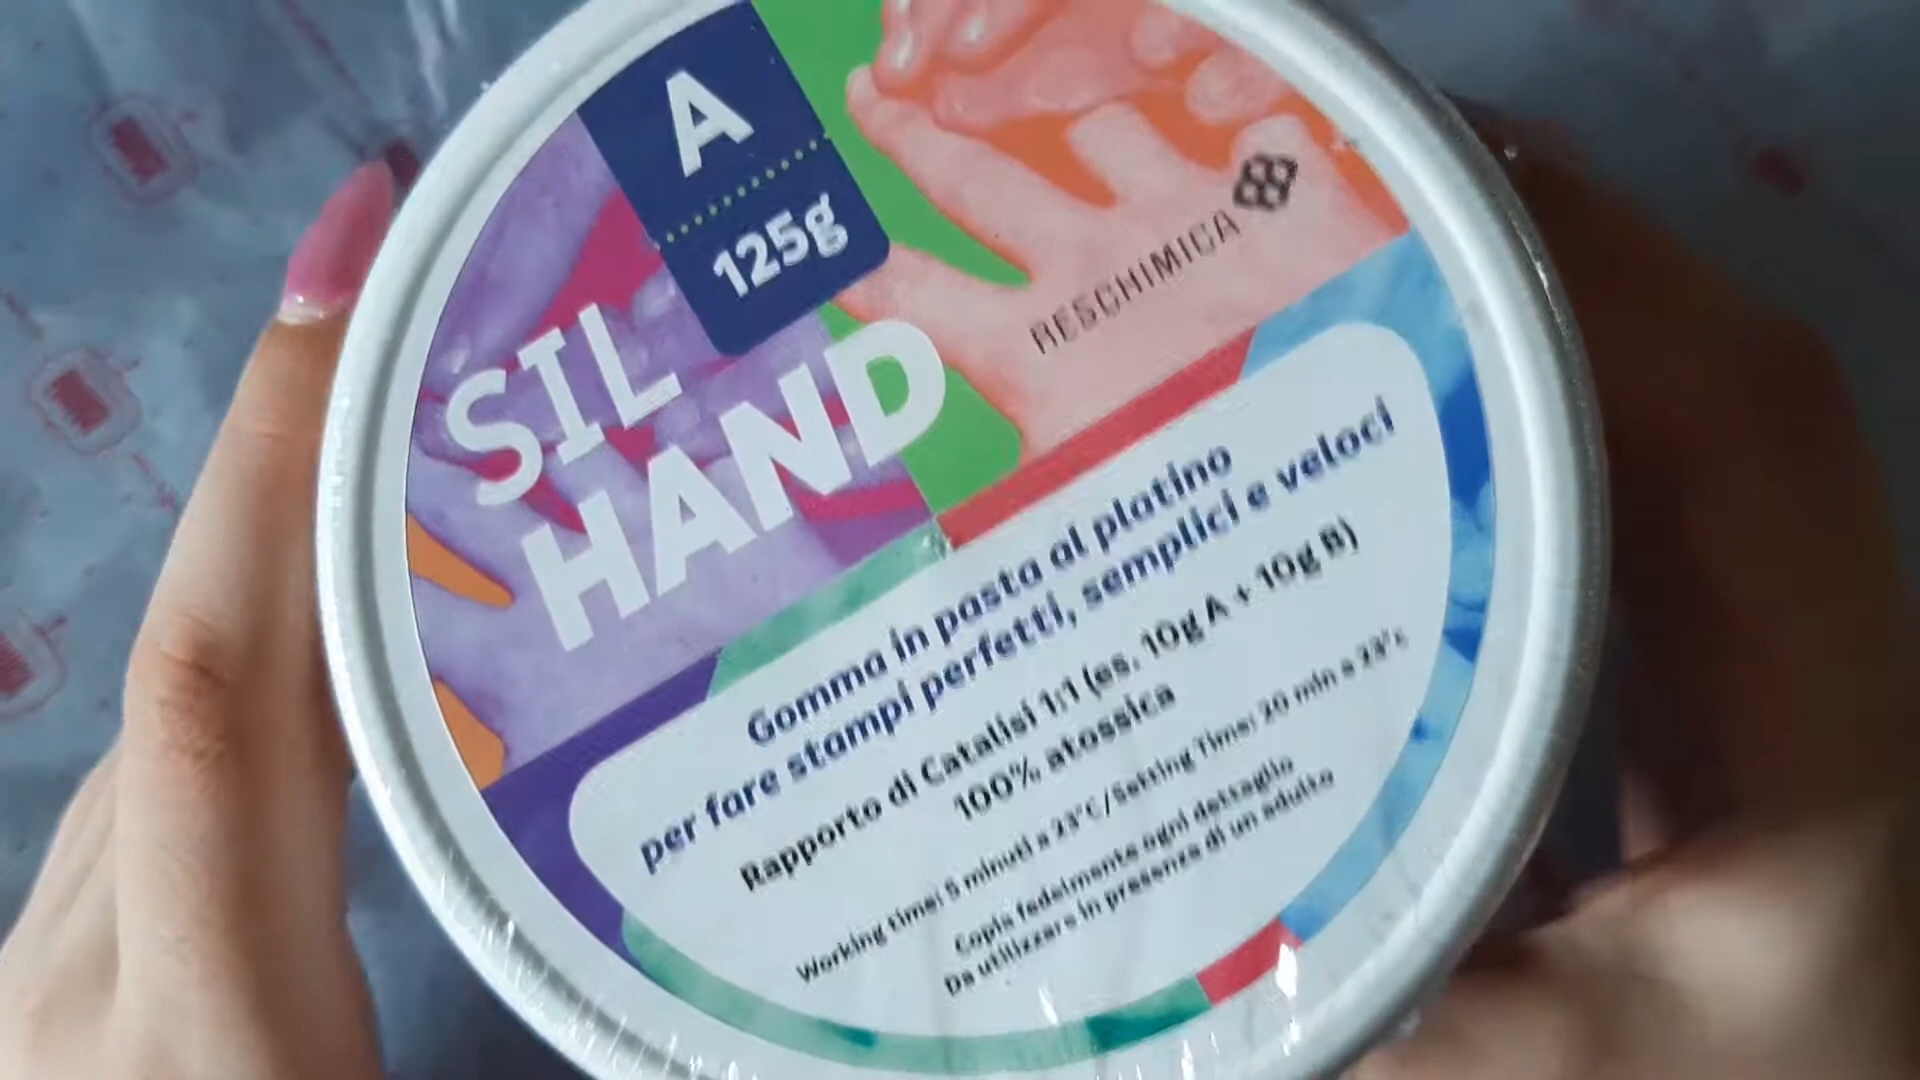 A
125g
SIL
HAND
RESCHIMICA
Gomma in pasta al platino
per fare stampi perfetti, semplici e veloci
Rapporto di Catalisi 1:1 (es. 10g A + 10g B)
100% atossica
Working time: 5 minuti a 23°C/Setting Time: 20 min a 23°C
Copia fedelmente ogni dettaglio
Da utilizzare in presenza di un adulto